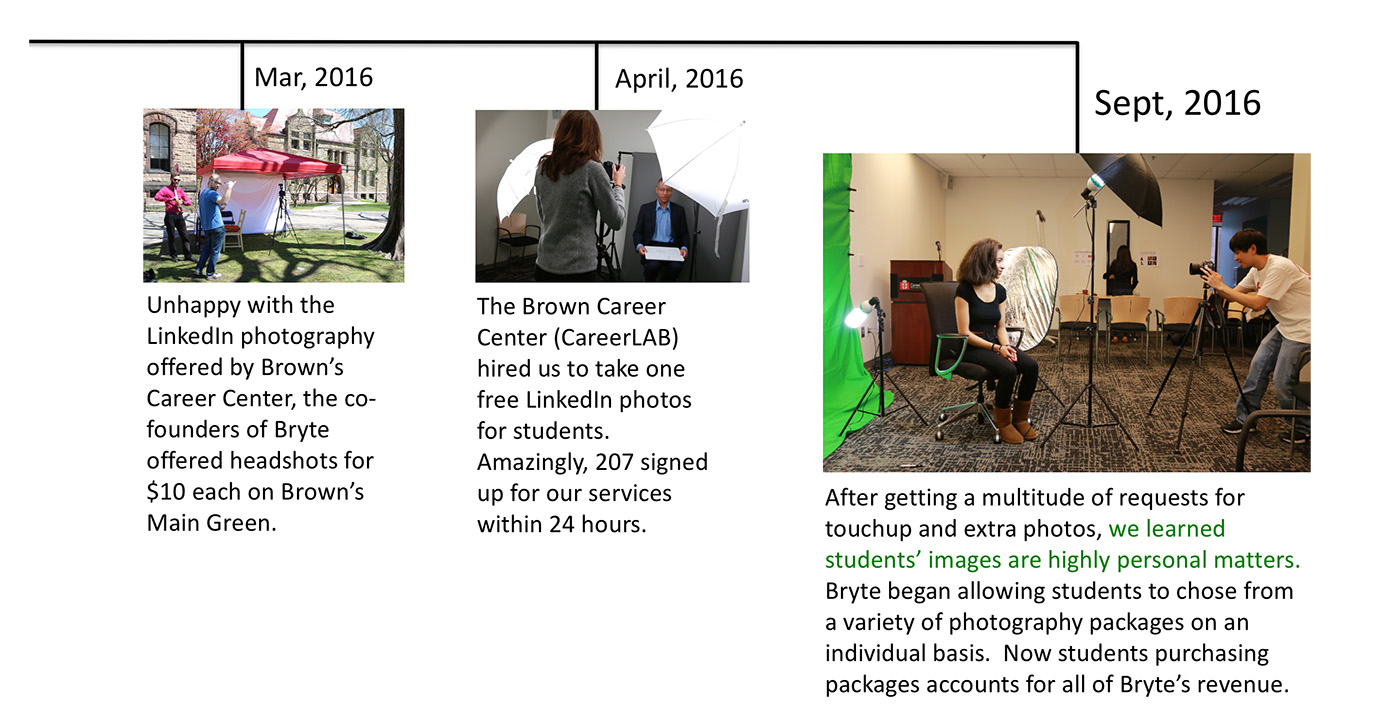 Mar, 2016
Unhappy with the
LinkedIn photography
offered by Brown’s
Career Center, the co-
founders of Bryte
offered headshots for
$10 each on Brown’s
Main Green.
April, 2016
The Brown Career
Center (CareerLAB)
hired us to take one
free LinkedIn photos
for students.
Amazingly, 207 signed
up for our services
within 24 hours.
Sept, 2016
After getting a multitude of requests for
touchup and extra photos, we learned
students’ images are highly personal matters.
Bryte began allowing students to chose from
a variety of photography packages on an
individual basis.  Now students purchasing
packages accounts for all of Bryte’s revenue.